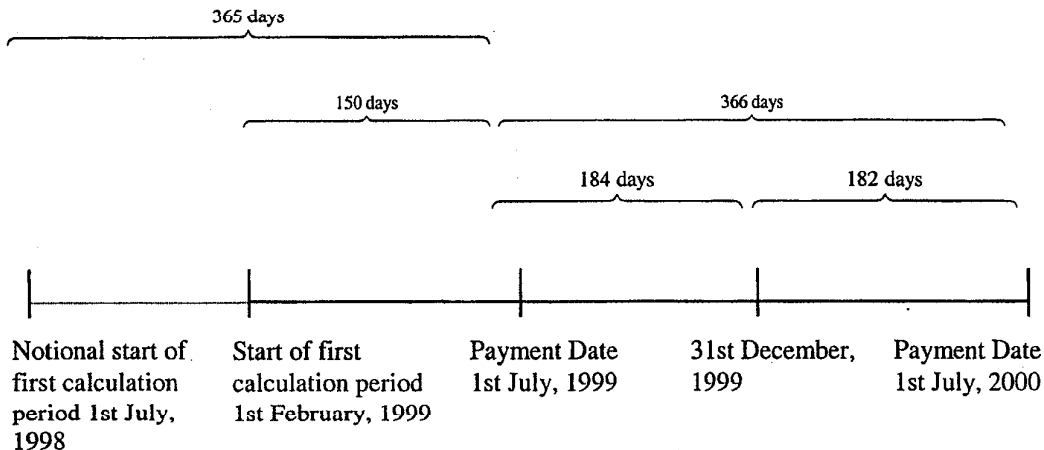 365 days
150 days
366 days
184 days
182 days
Notional start of
first calculation
period 1st July,
1998
Start of first
calculation period
1st February, 1999
Payment Date
1st July, 1999
31st December,
1999
Payment Date
1st July, 2000